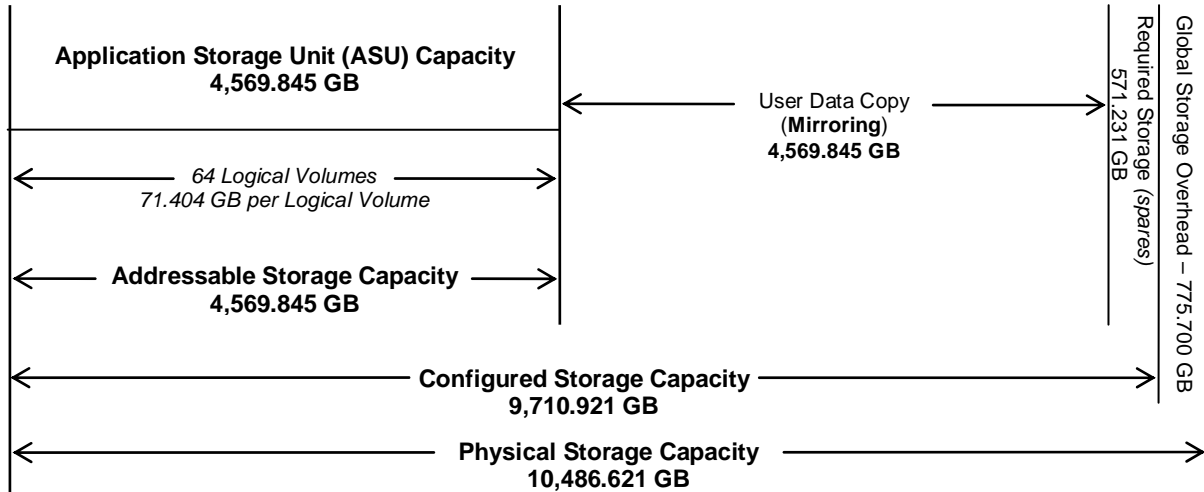 Application Storage Unit (ASU) Capacity
4,569.845 GB
User Data Copy
(Mirroring)
4,569.845 GB
Required Storage (spares)
571.231 GB
Global Storage Overhead – 775.700 GB
64 Logical Volumes
71.404 GB per Logical Volume
Addressable Storage Capacity
4,569.845 GB
Configured Storage Capacity
9,710.921 GB
Physical Storage Capacity
10,486.621 GB